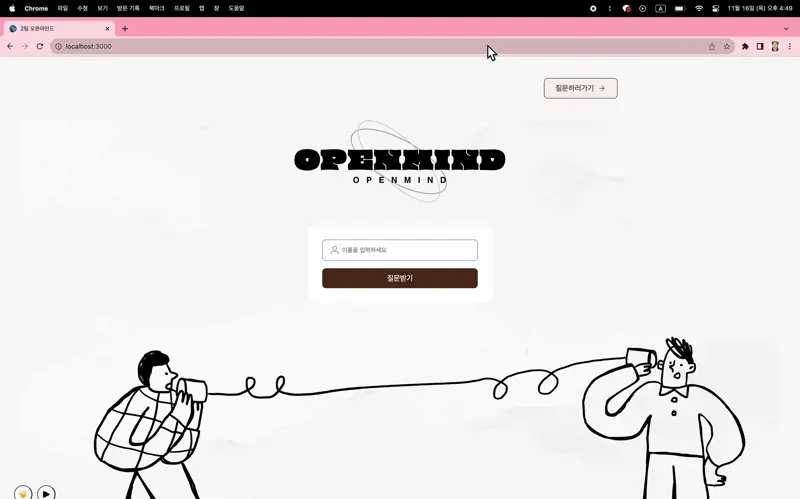 Chrome 파일 수정 보기 방문 기록 북마크 프로필 탭 창 도움말 A 11월 16일 (목) 오후 4:49
2팀 오픈마인드
localhost:3000
질문하러가기
OPENMIND
OPENMIND
이름을 입력하세요
질문받기